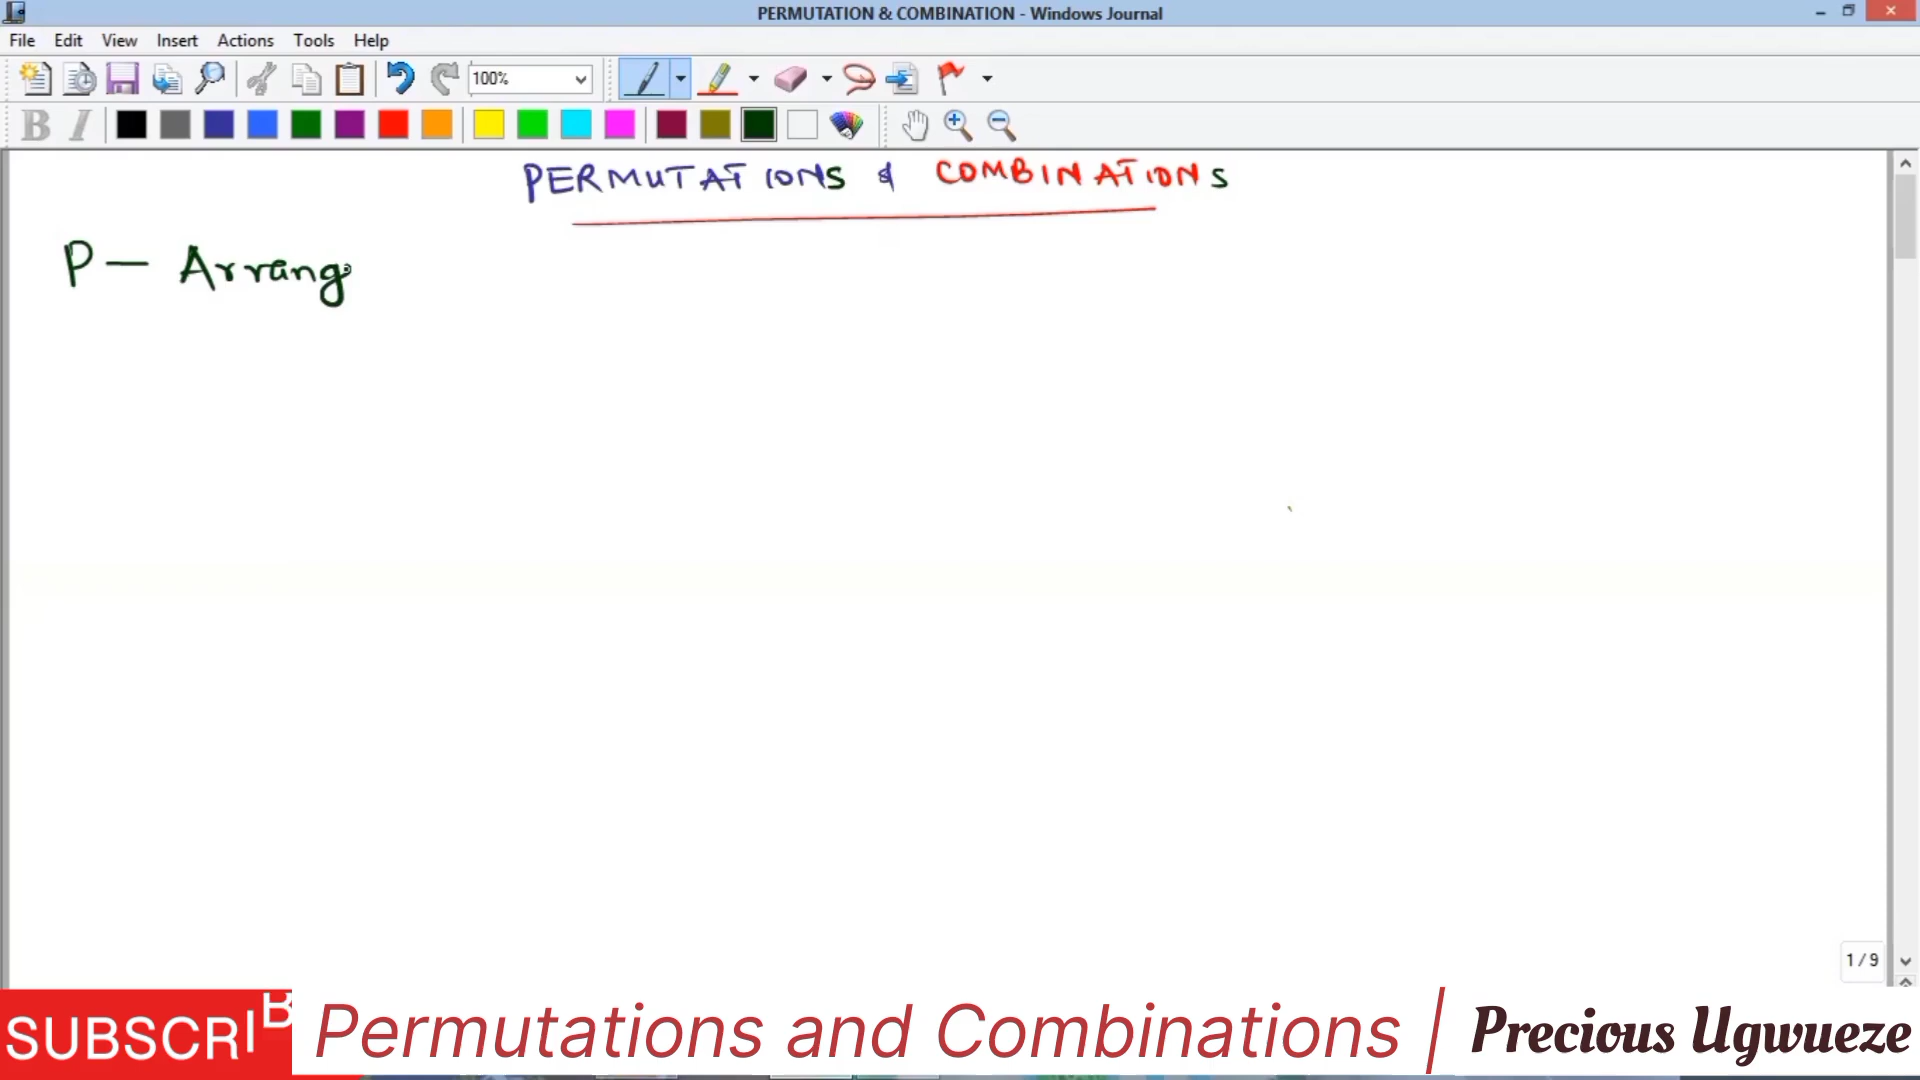 PERMUTATION & COMBINATION - Windows Journal
File Edit View Insert Actions Tools Help
100%
B I
PERMUTATIONS & COMBINATIONS
P — Arrang
1 / 9
SUBSCRIB
Permutations and Combinations | Precious Ugwueze